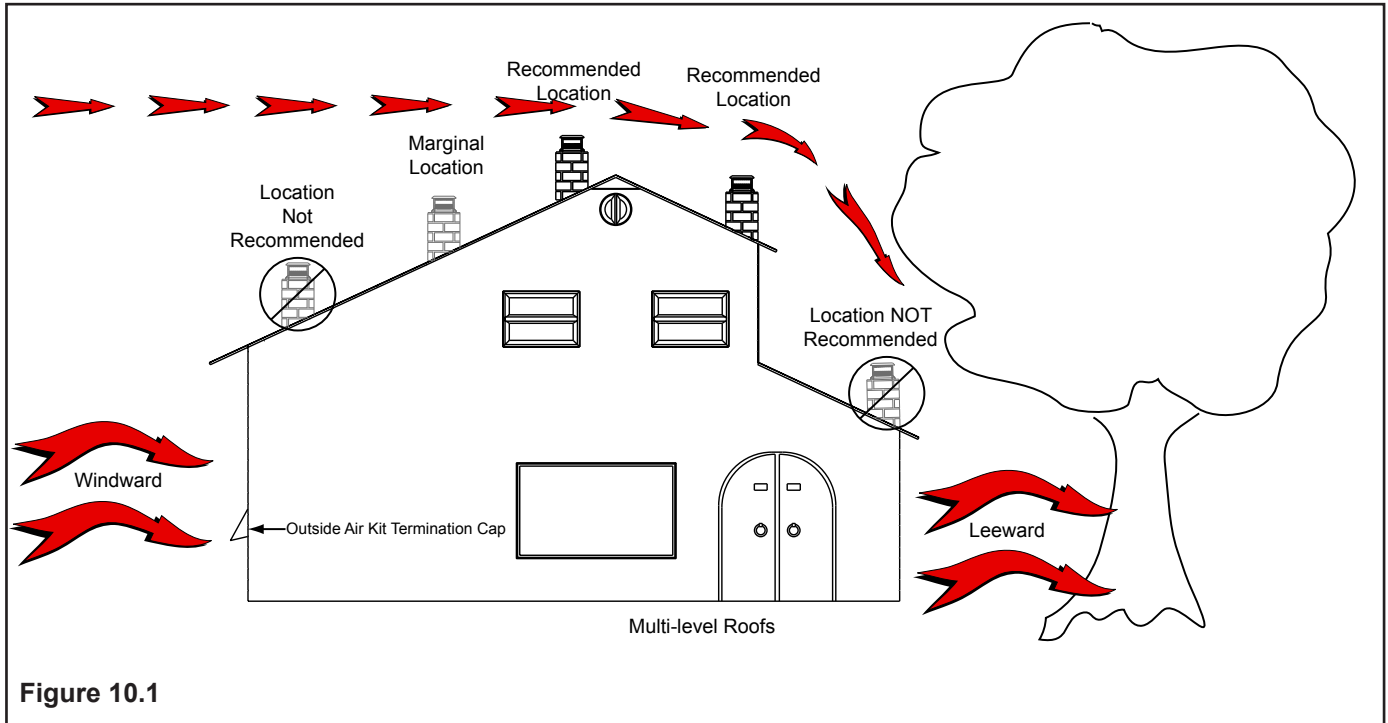 Recommended
Location
Recommended
Location
Marginal
Location
Location
Not
Recommended
Location NOT
Recommended
Windward
Outside Air Kit Termination Cap
Leeward
Multi-level Roofs
Figure 10.1